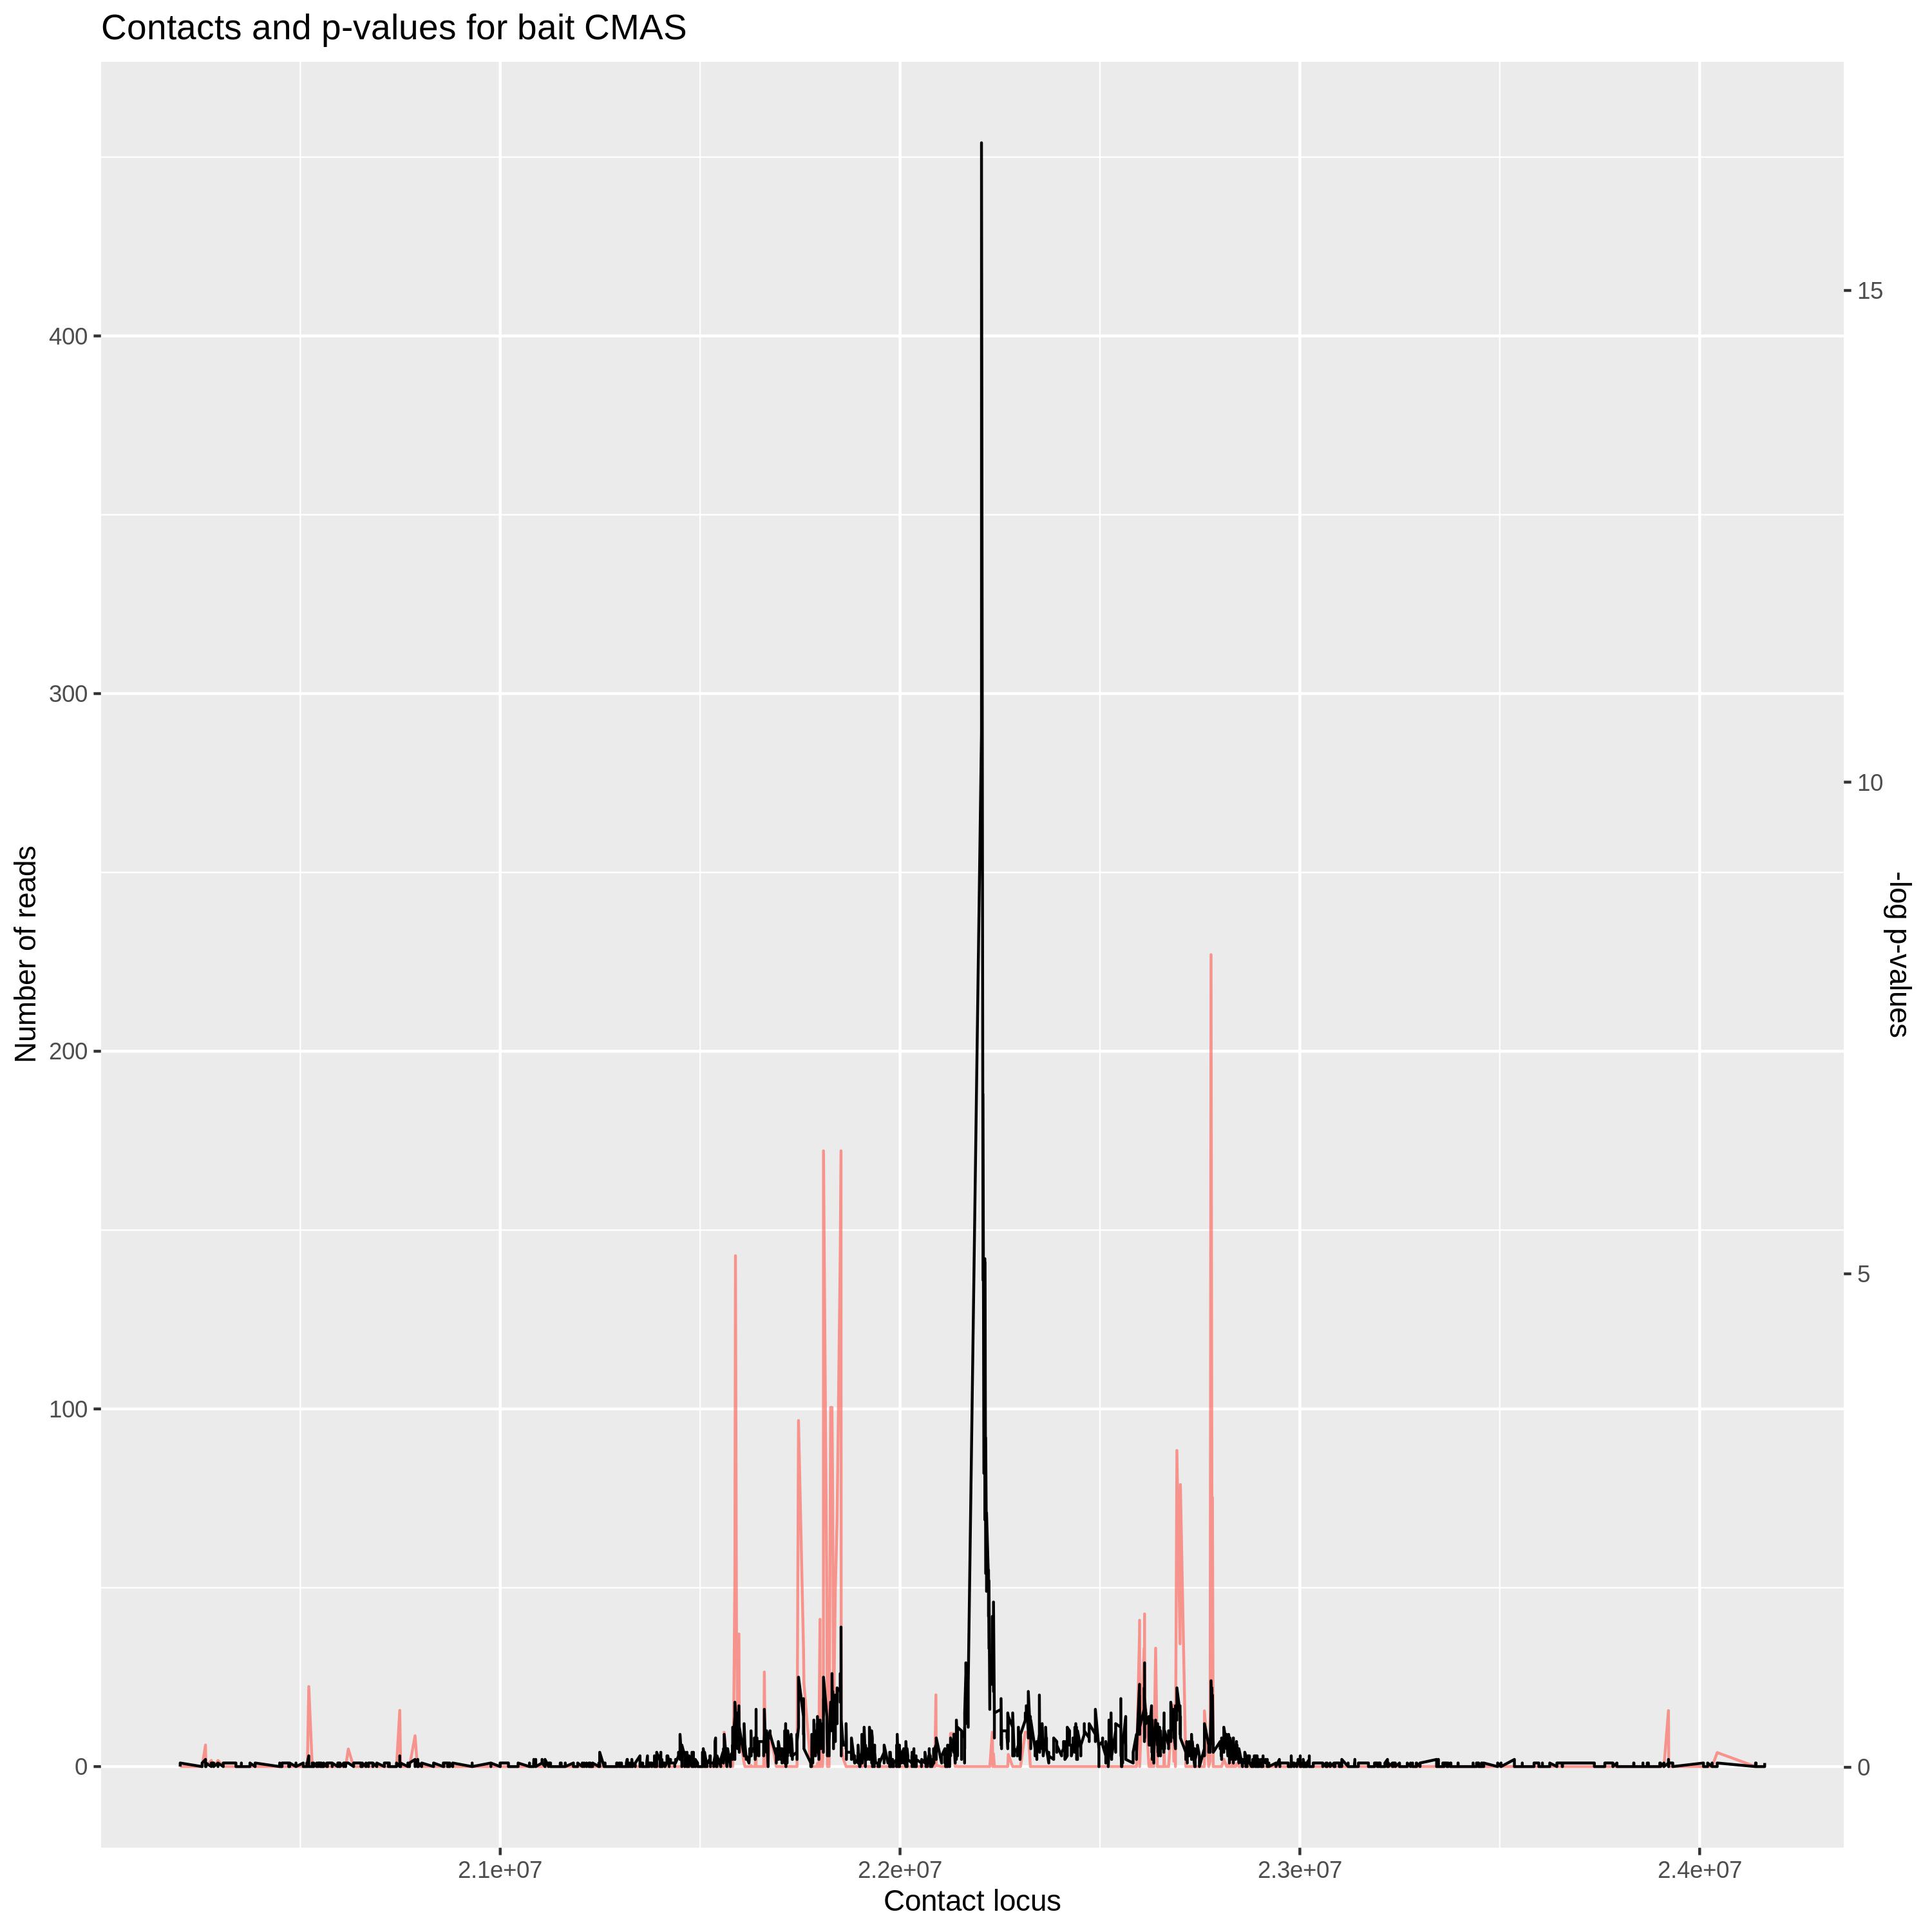 Contacts and p-values for bait CMAS
Number of reads
400
300
200
100
0
15
10
5
0
-log p-values
2.1e+07 2.2e+07 2.3e+07 2.4e+07
Contact locus